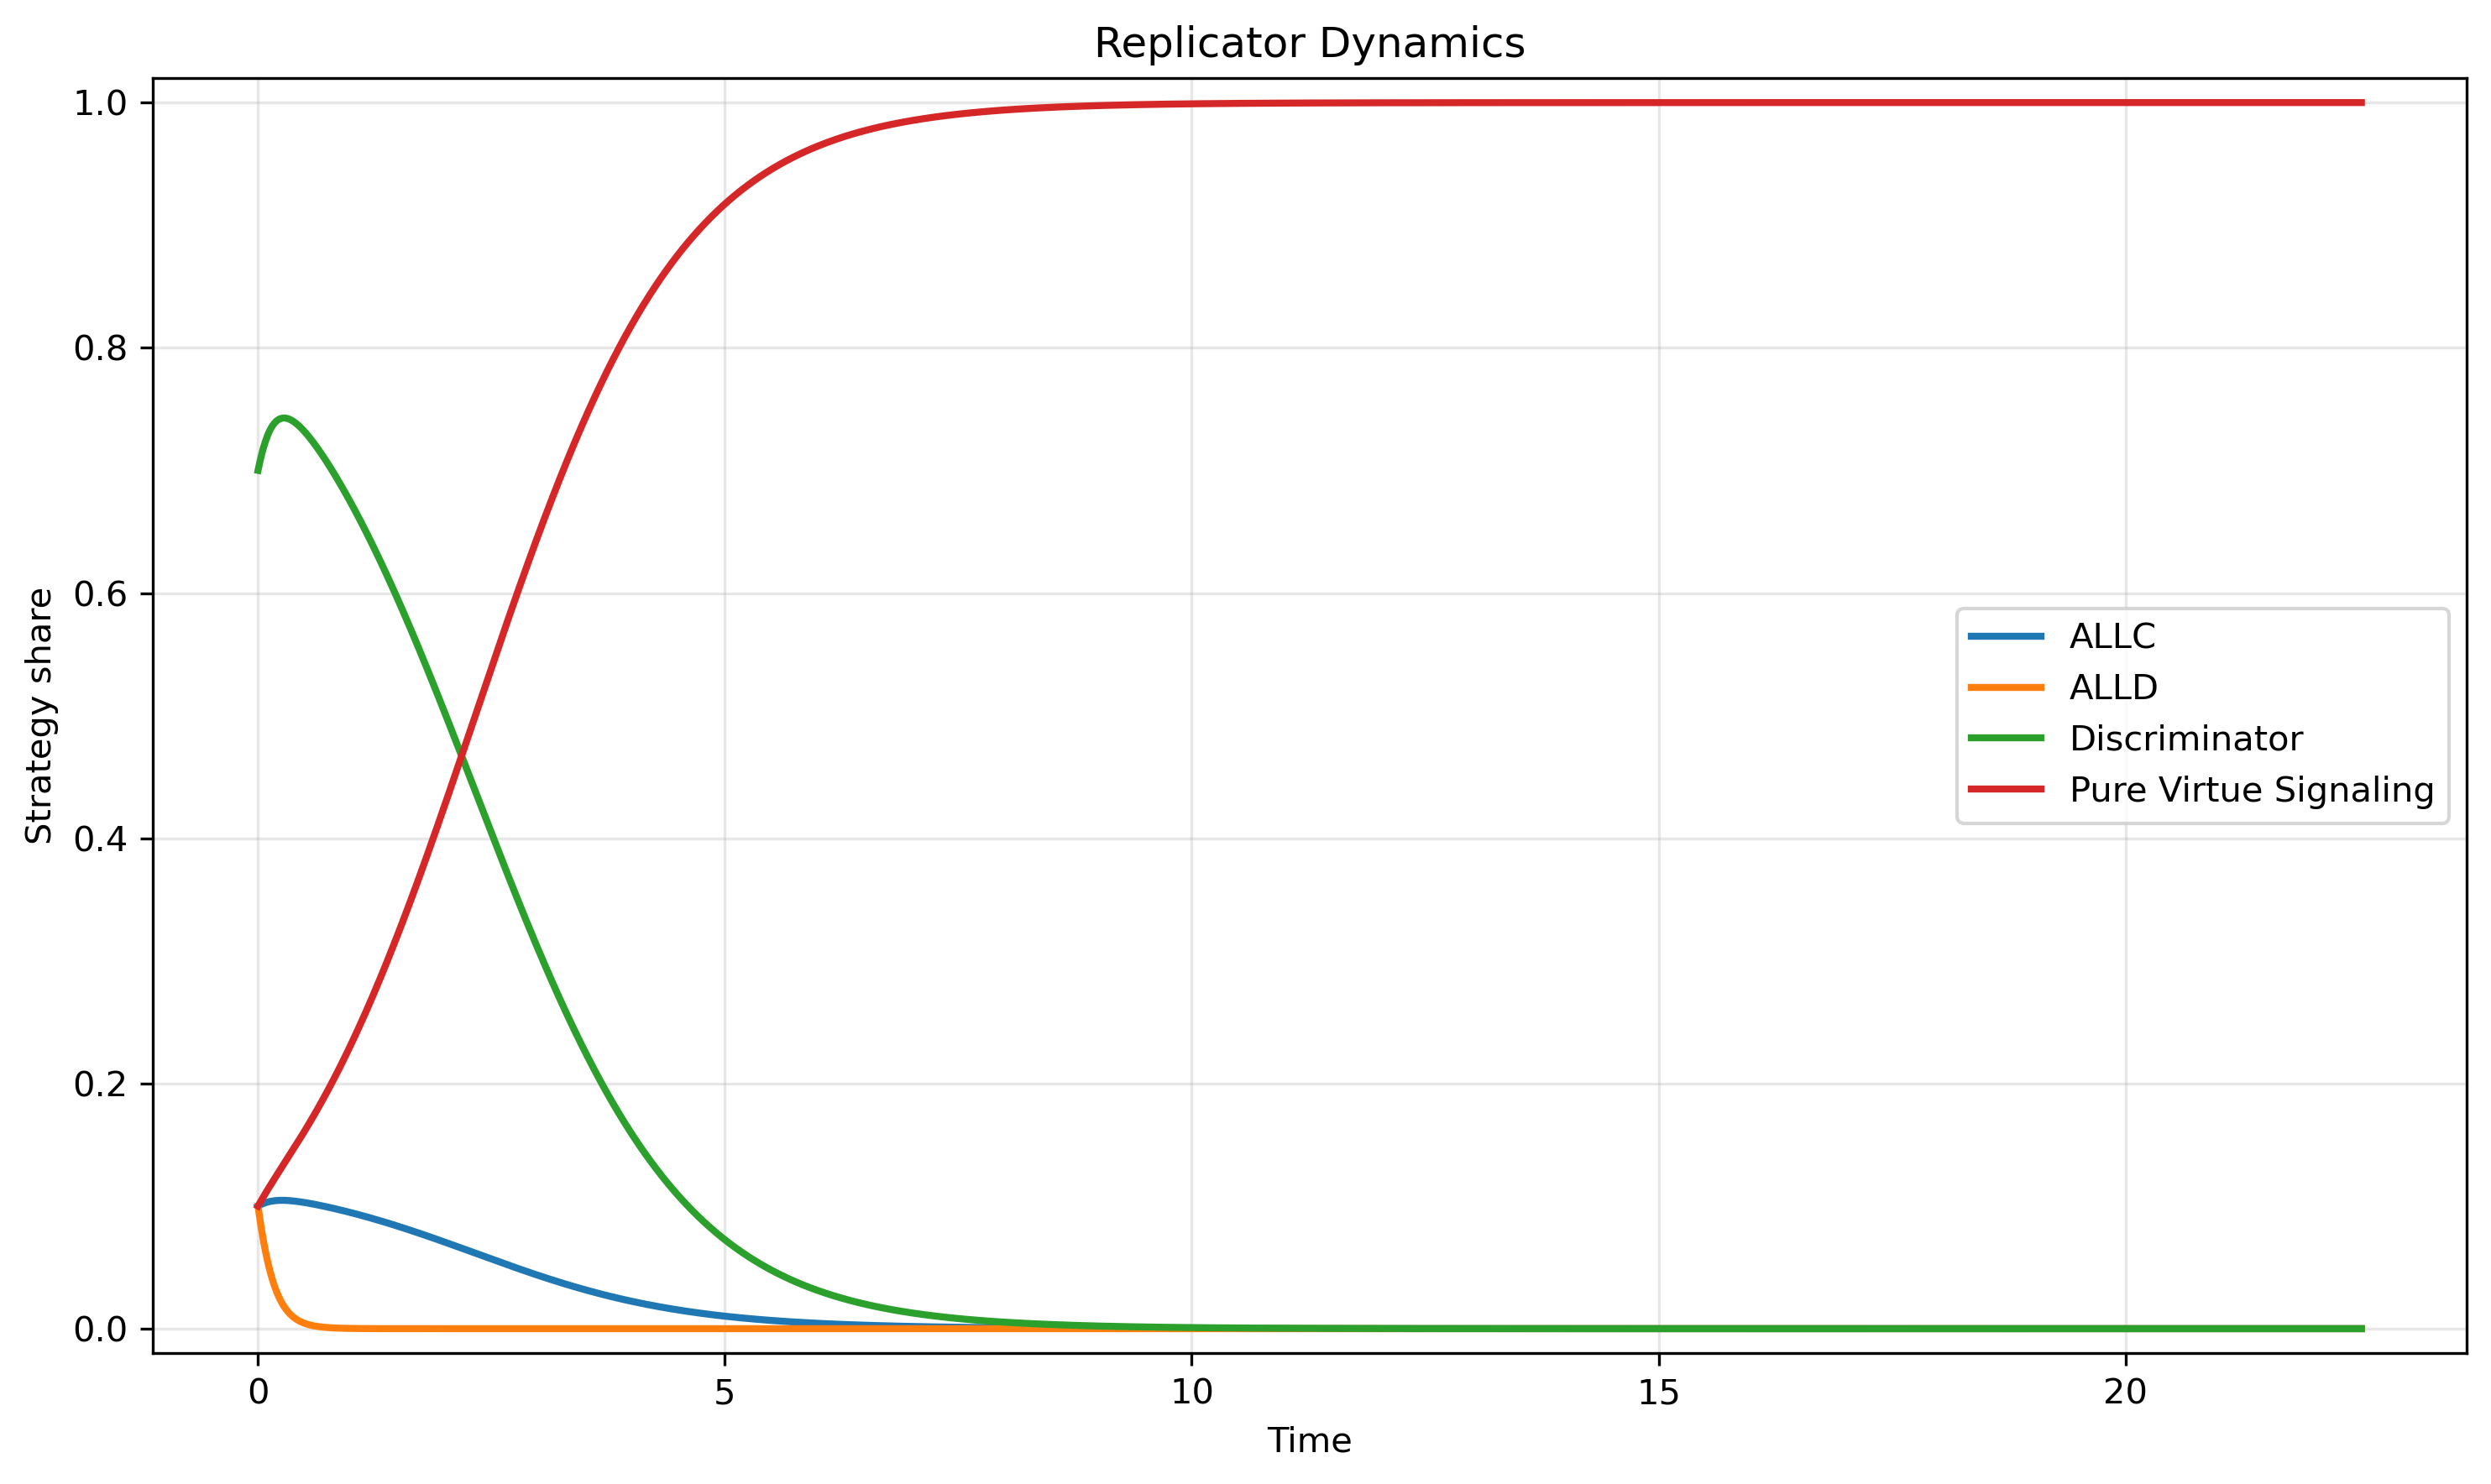 Replicator Dynamics
1.0
0.8
0.6
0.4
0.2
0.0
Strategy share
ALLC
ALLD
Discriminator
Pure Virtue Signaling
0 5 10 15 20
Time